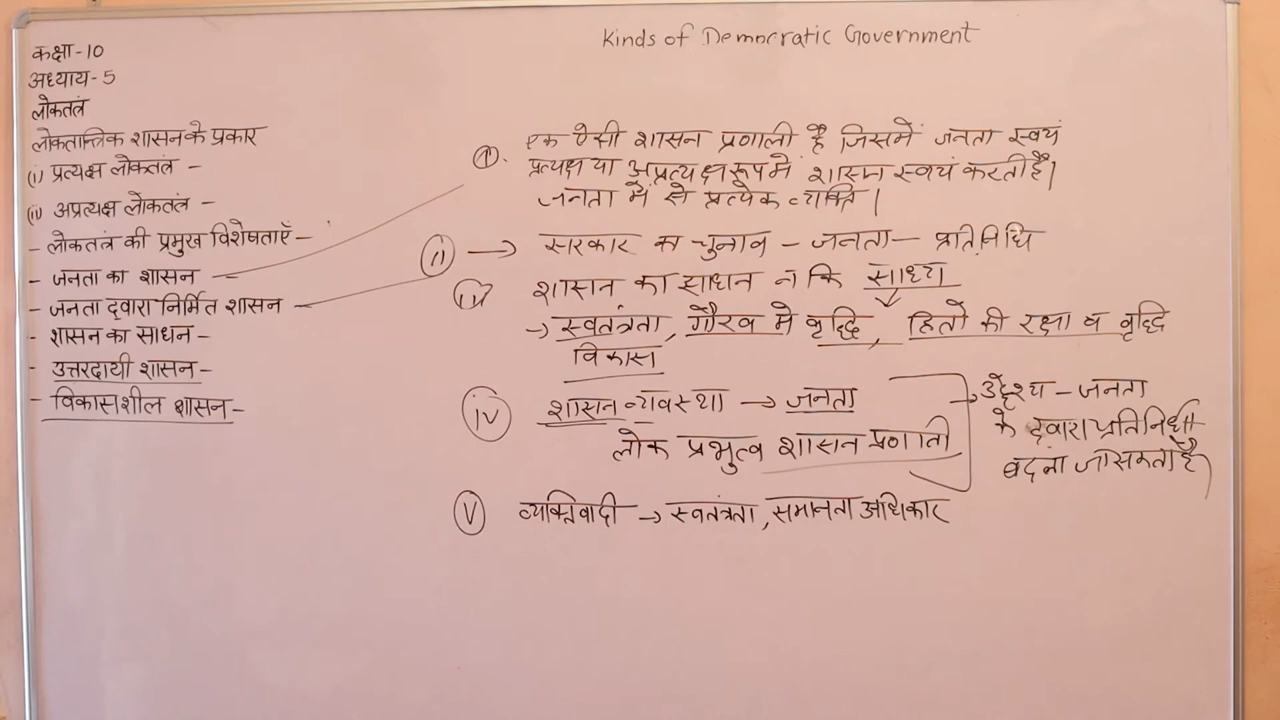 Kinds of Democratic Government
कक्षा-10
अध्याय-5
लोकतंत्र
लोकतान्त्रिक शासन के प्रकार
(i) प्रत्यक्ष लोकतंत्र -
(ii) अप्रत्यक्ष लोकतंत्र -
- लोकतंत्र की प्रमुख विशेषताएँ -
- जनता का शासन -
- जनता द्वारा निर्मित शासन -
- शासन का साधन -
- उत्तरदायी शासन -
- विकासशील शासन -
एक ऐसी शासन प्रणाली है जिसमें जनता स्वयं
प्रत्यक्ष या अप्रत्यक्ष रूप में शासन स्वयं करती है।
जनता में से प्रत्येक व्यक्ति।
(i) → सरकार का चुनाव - जनता - प्रतिनिधि
शासन का साधन न कि साध्य
→ स्वतंत्रता, गौरव मे वृद्धि, हितों की रक्षा व वृद्धि
विकास
(iv) शासन व्यवस्था → जनता
लोक प्रभुत्व शासन प्रणाली
→ उद्देश्य - जनता
के द्वारा प्रतिनिधी
बदला जा सकता है
(v) व्यक्तिवादी → स्वतंत्रता, समानता अधिकार